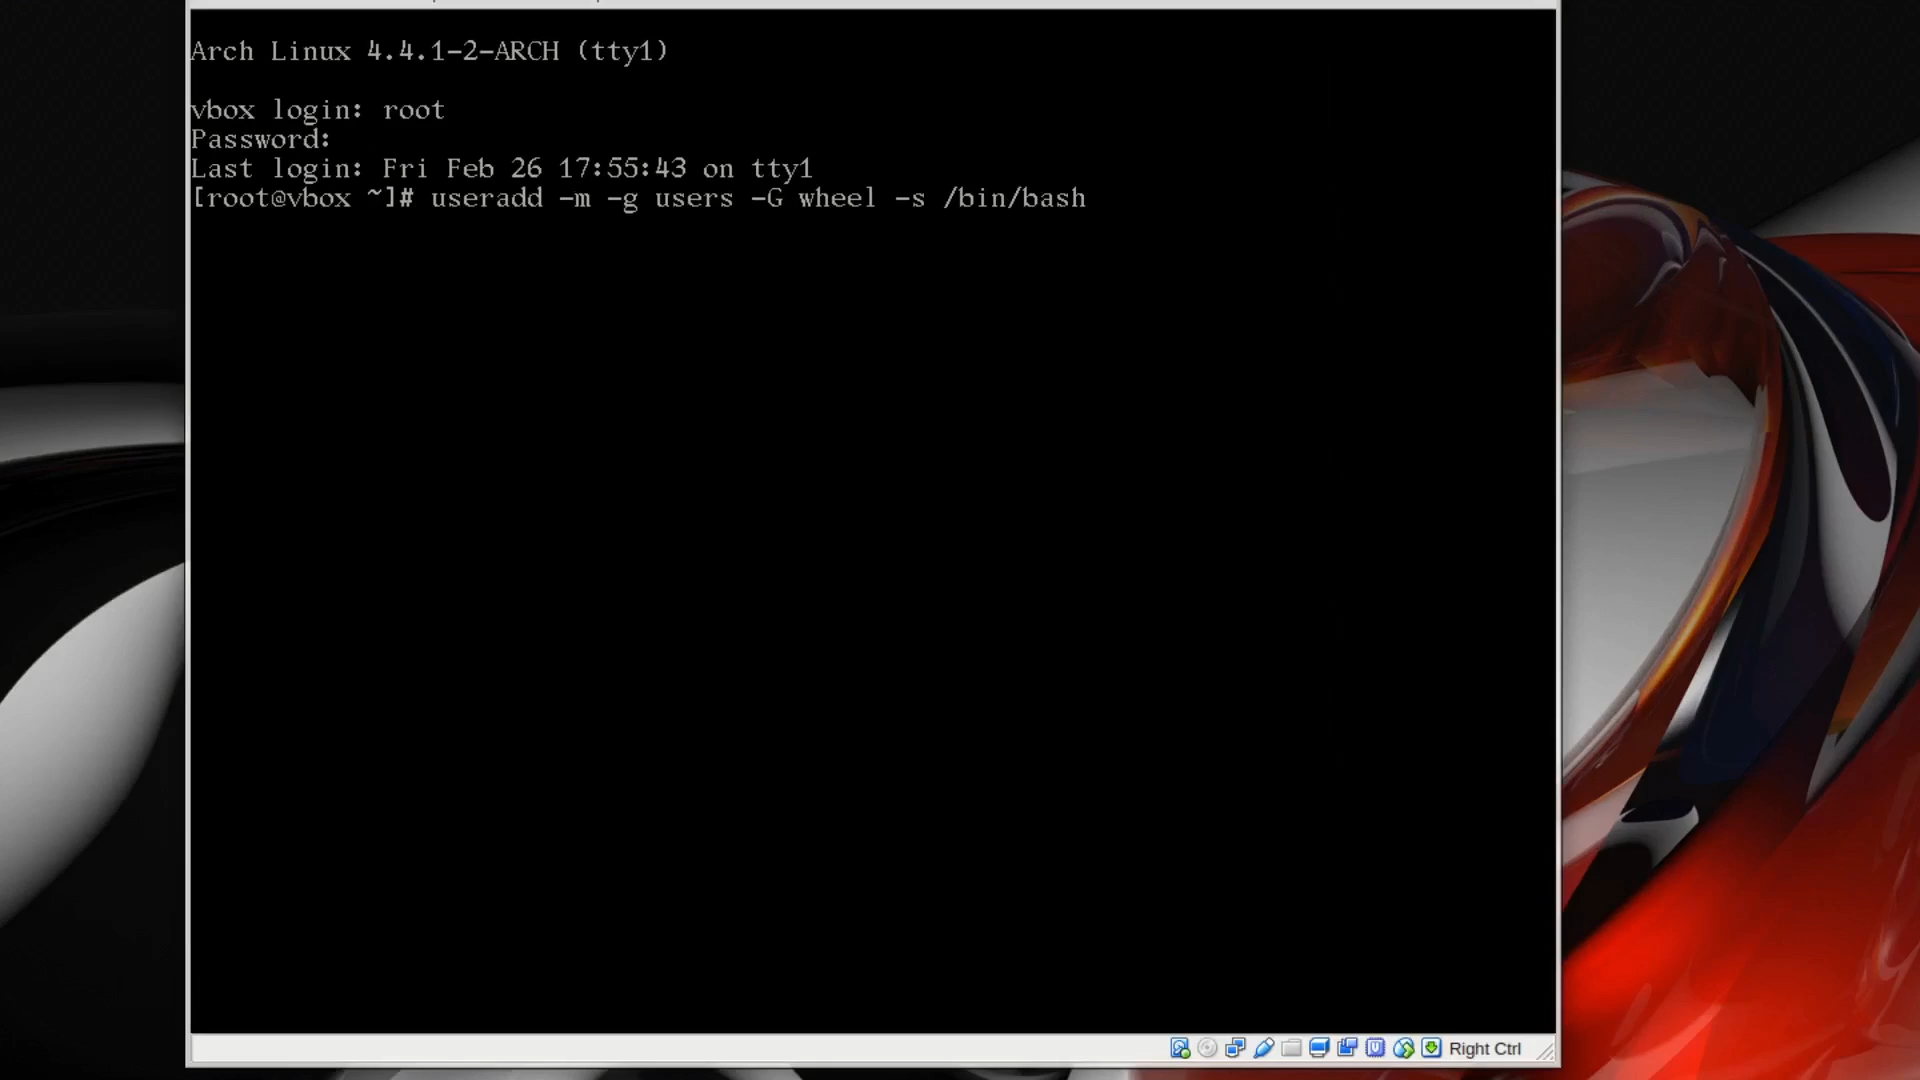 Arch Linux 4.4.1-2-ARCH (tty1)
vbox login: root
Password:
Last login: Fri Feb 26 17:55:43 on tty1
[root@vbox ~]# useradd -m -g users -G wheel -s /bin/bash
Right Ctrl